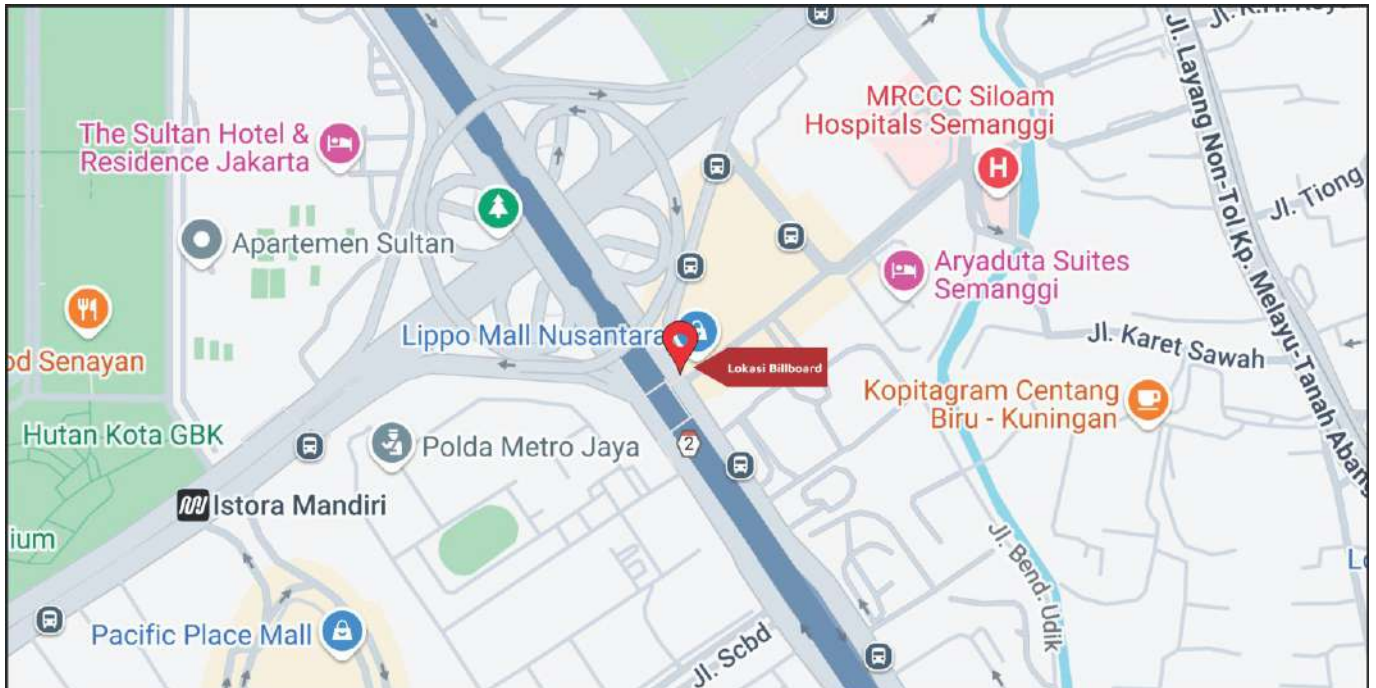 Jl. K.H.
Jl. Layang Non-Tol Kp. Melayu-Tanah Abang
MRCCC Siloam
Hospitals Semanggi
H
The Sultan Hotel &
Residence Jakarta
Jl. Tiong
Apartemen Sultan
Aryaduta Suites
Semanggi
Lippo Mall Nusantara
Jl. Karet Sawah
od Senayan
Lokasi Billboard
Kopitagram Centang
Biru - Kuningan
Hutan Kota GBK
Polda Metro Jaya
2
Istora Mandiri
ium
Jl. Bend. Udik
Pacific Place Mall
Jl. Scbd